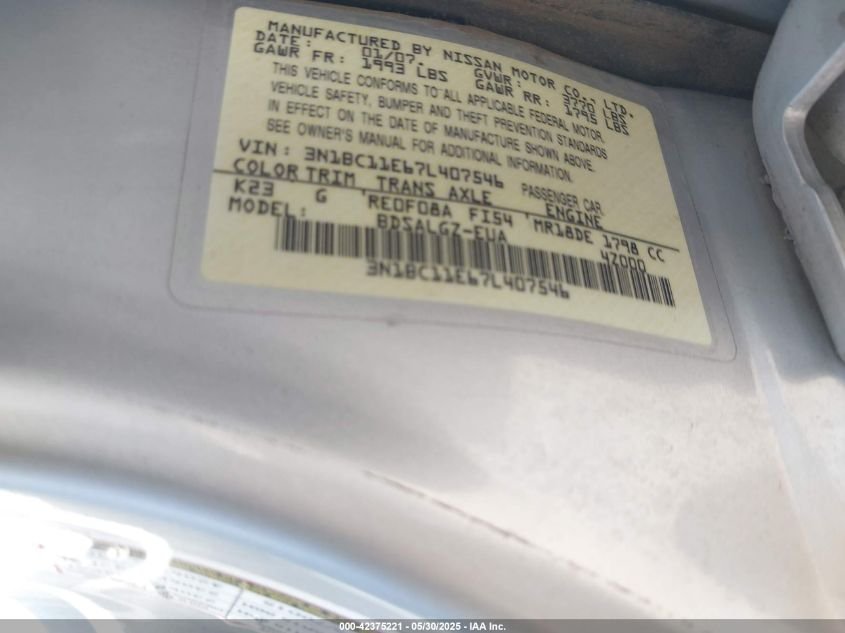 MANUFACTURED BY NISSAN MOTOR CO., LTD.
DATE: 01/07. GVWR: 3770 LBS
GAWR FR: 1993 LBS GAWR RR: 1795 LBS
THIS VEHICLE CONFORMS TO ALL APPLICABLE FEDERAL MOTOR
VEHICLE SAFETY, BUMPER AND THEFT PREVENTION STANDARDS
IN EFFECT ON THE DATE OF MANUFACTURE SHOWN ABOVE.
SEE OWNER'S MANUAL FOR ADDITIONAL INFORMATION.
VIN: 3N1BC11E67L407546 PASSENGER CAR
COLOR TRIM TRANS AXLE ENGINE
K23 G RE0F08A FI54 MR18DE 1798 CC
MODEL: BDSALGZ-EUA 4Z000
3N1BC11E67L407546
000-42375221 - 05/30/2025 - IAA Inc.